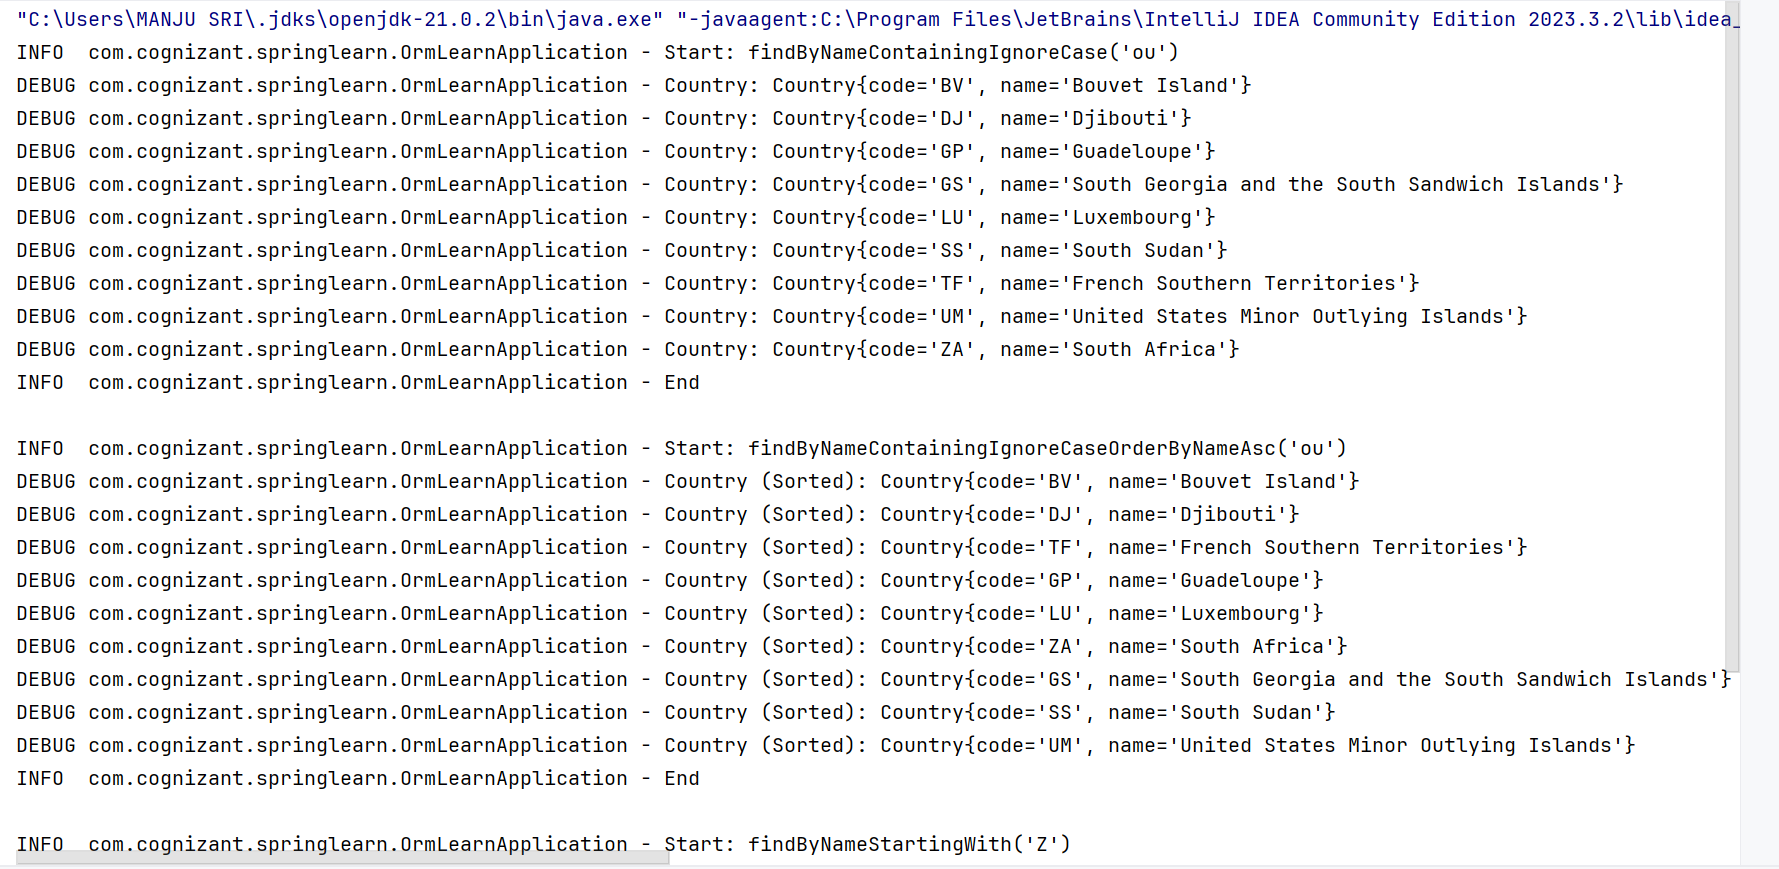 "C:\Users\MANJU SRI\.jdks\openjdk-21.0.2\bin\java.exe" "-javaagent:C:\Program Files\JetBrains\IntelliJ IDEA Community Edition 2023.3.2\lib\idea_
INFO  com.cognizant.springlearn.OrmLearnApplication - Start: findByNameContainingIgnoreCase('ou')
DEBUG com.cognizant.springlearn.OrmLearnApplication - Country: Country{code='BV', name='Bouvet Island'}
DEBUG com.cognizant.springlearn.OrmLearnApplication - Country: Country{code='DJ', name='Djibouti'}
DEBUG com.cognizant.springlearn.OrmLearnApplication - Country: Country{code='GP', name='Guadeloupe'}
DEBUG com.cognizant.springlearn.OrmLearnApplication - Country: Country{code='GS', name='South Georgia and the South Sandwich Islands'}
DEBUG com.cognizant.springlearn.OrmLearnApplication - Country: Country{code='LU', name='Luxembourg'}
DEBUG com.cognizant.springlearn.OrmLearnApplication - Country: Country{code='SS', name='South Sudan'}
DEBUG com.cognizant.springlearn.OrmLearnApplication - Country: Country{code='TF', name='French Southern Territories'}
DEBUG com.cognizant.springlearn.OrmLearnApplication - Country: Country{code='UM', name='United States Minor Outlying Islands'}
DEBUG com.cognizant.springlearn.OrmLearnApplication - Country: Country{code='ZA', name='South Africa'}
INFO  com.cognizant.springlearn.OrmLearnApplication - End
INFO  com.cognizant.springlearn.OrmLearnApplication - Start: findByNameContainingIgnoreCaseOrderByNameAsc('ou')
DEBUG com.cognizant.springlearn.OrmLearnApplication - Country (Sorted): Country{code='BV', name='Bouvet Island'}
DEBUG com.cognizant.springlearn.OrmLearnApplication - Country (Sorted): Country{code='DJ', name='Djibouti'}
DEBUG com.cognizant.springlearn.OrmLearnApplication - Country (Sorted): Country{code='TF', name='French Southern Territories'}
DEBUG com.cognizant.springlearn.OrmLearnApplication - Country (Sorted): Country{code='GP', name='Guadeloupe'}
DEBUG com.cognizant.springlearn.OrmLearnApplication - Country (Sorted): Country{code='LU', name='Luxembourg'}
DEBUG com.cognizant.springlearn.OrmLearnApplication - Country (Sorted): Country{code='ZA', name='South Africa'}
DEBUG com.cognizant.springlearn.OrmLearnApplication - Country (Sorted): Country{code='GS', name='South Georgia and the South Sandwich Islands'}
DEBUG com.cognizant.springlearn.OrmLearnApplication - Country (Sorted): Country{code='SS', name='South Sudan'}
DEBUG com.cognizant.springlearn.OrmLearnApplication - Country (Sorted): Country{code='UM', name='United States Minor Outlying Islands'}
INFO  com.cognizant.springlearn.OrmLearnApplication - End
INFO  com.cognizant.springlearn.OrmLearnApplication - Start: findByNameStartingWith('Z')